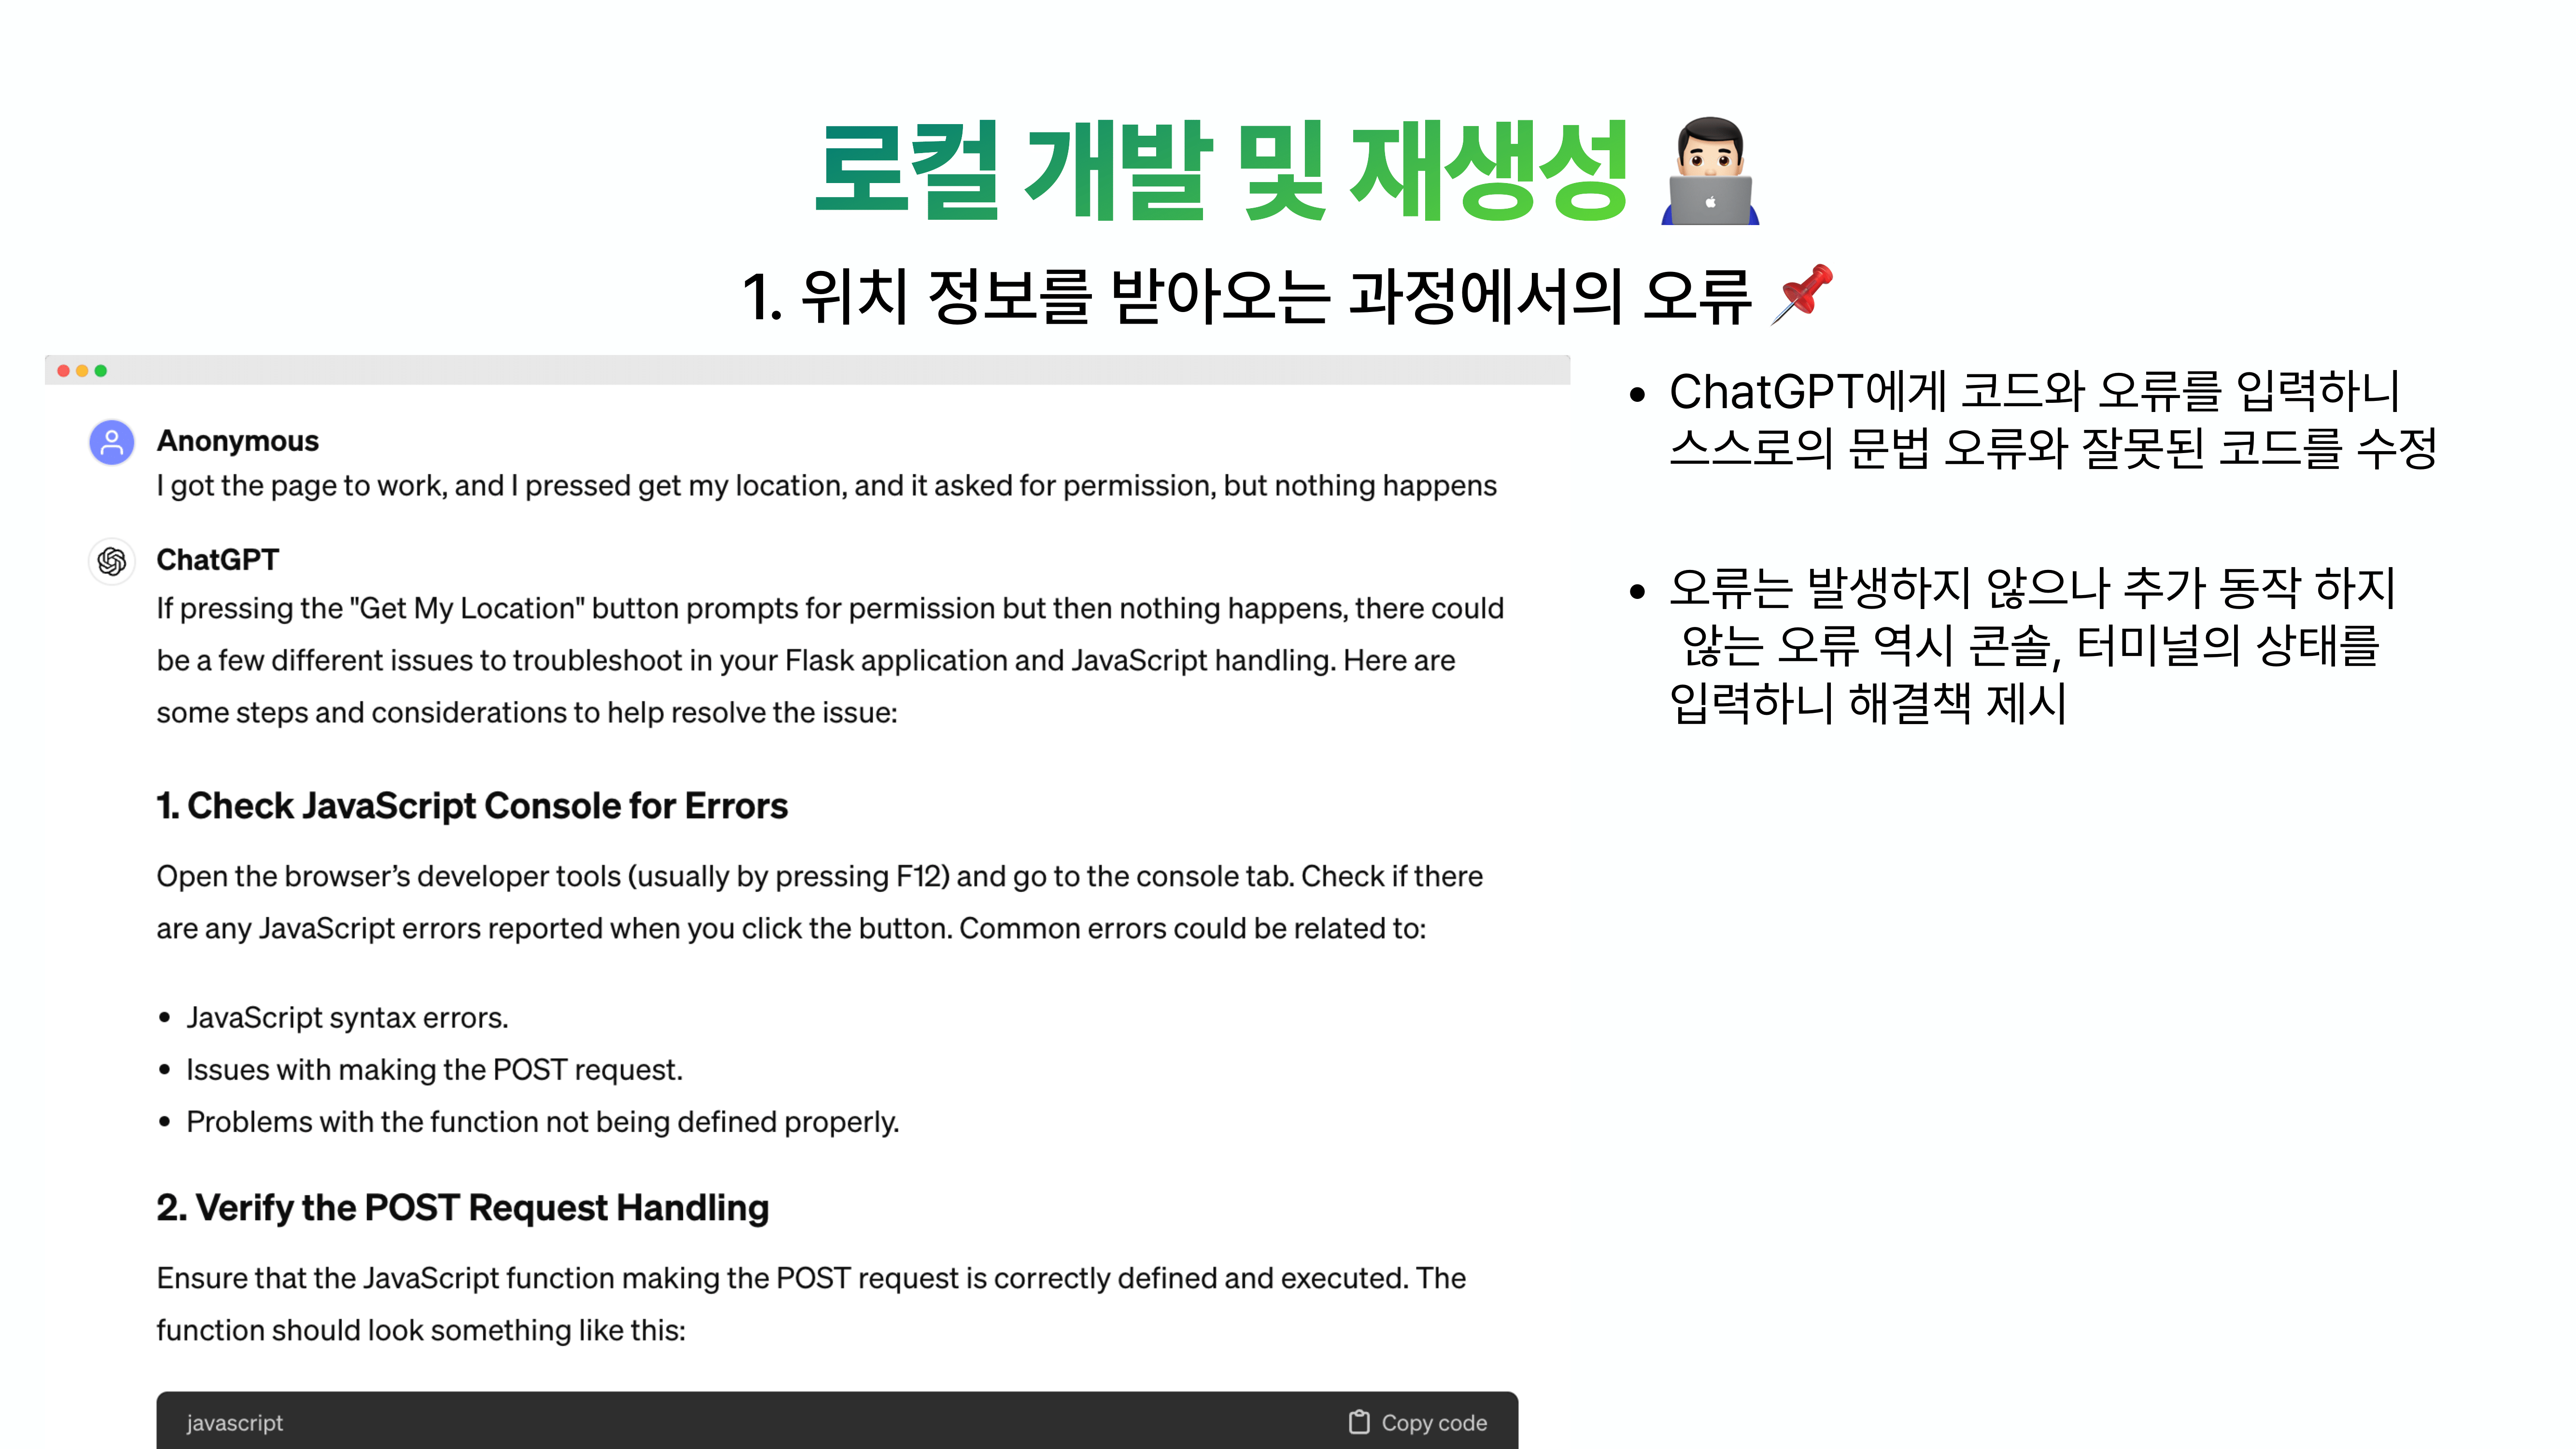 로컬 개발 및 재생성
1. 위치 정보를 받아오는 과정에서의 오류
Anonymous
I got the page to work, and I pressed get my location, and it asked for permission, but nothing happens
ChatGPT
If pressing the "Get My Location" button prompts for permission but then nothing happens, there could
be a few different issues to troubleshoot in your Flask application and JavaScript handling. Here are
some steps and considerations to help resolve the issue:
1. Check JavaScript Console for Errors
Open the browser’s developer tools (usually by pressing F12) and go to the console tab. Check if there
are any JavaScript errors reported when you click the button. Common errors could be related to:
• JavaScript syntax errors.
• Issues with making the POST request.
• Problems with the function not being defined properly.
2. Verify the POST Request Handling
Ensure that the JavaScript function making the POST request is correctly defined and executed. The
function should look something like this:
javascript
Copy code
• ChatGPT에게 코드와 오류를 입력하니
스스로의 문법 오류와 잘못된 코드를 수정
• 오류는 발생하지 않으나 추가 동작 하지
않는 오류 역시 콘솔, 터미널의 상태를
입력하니 해결책 제시